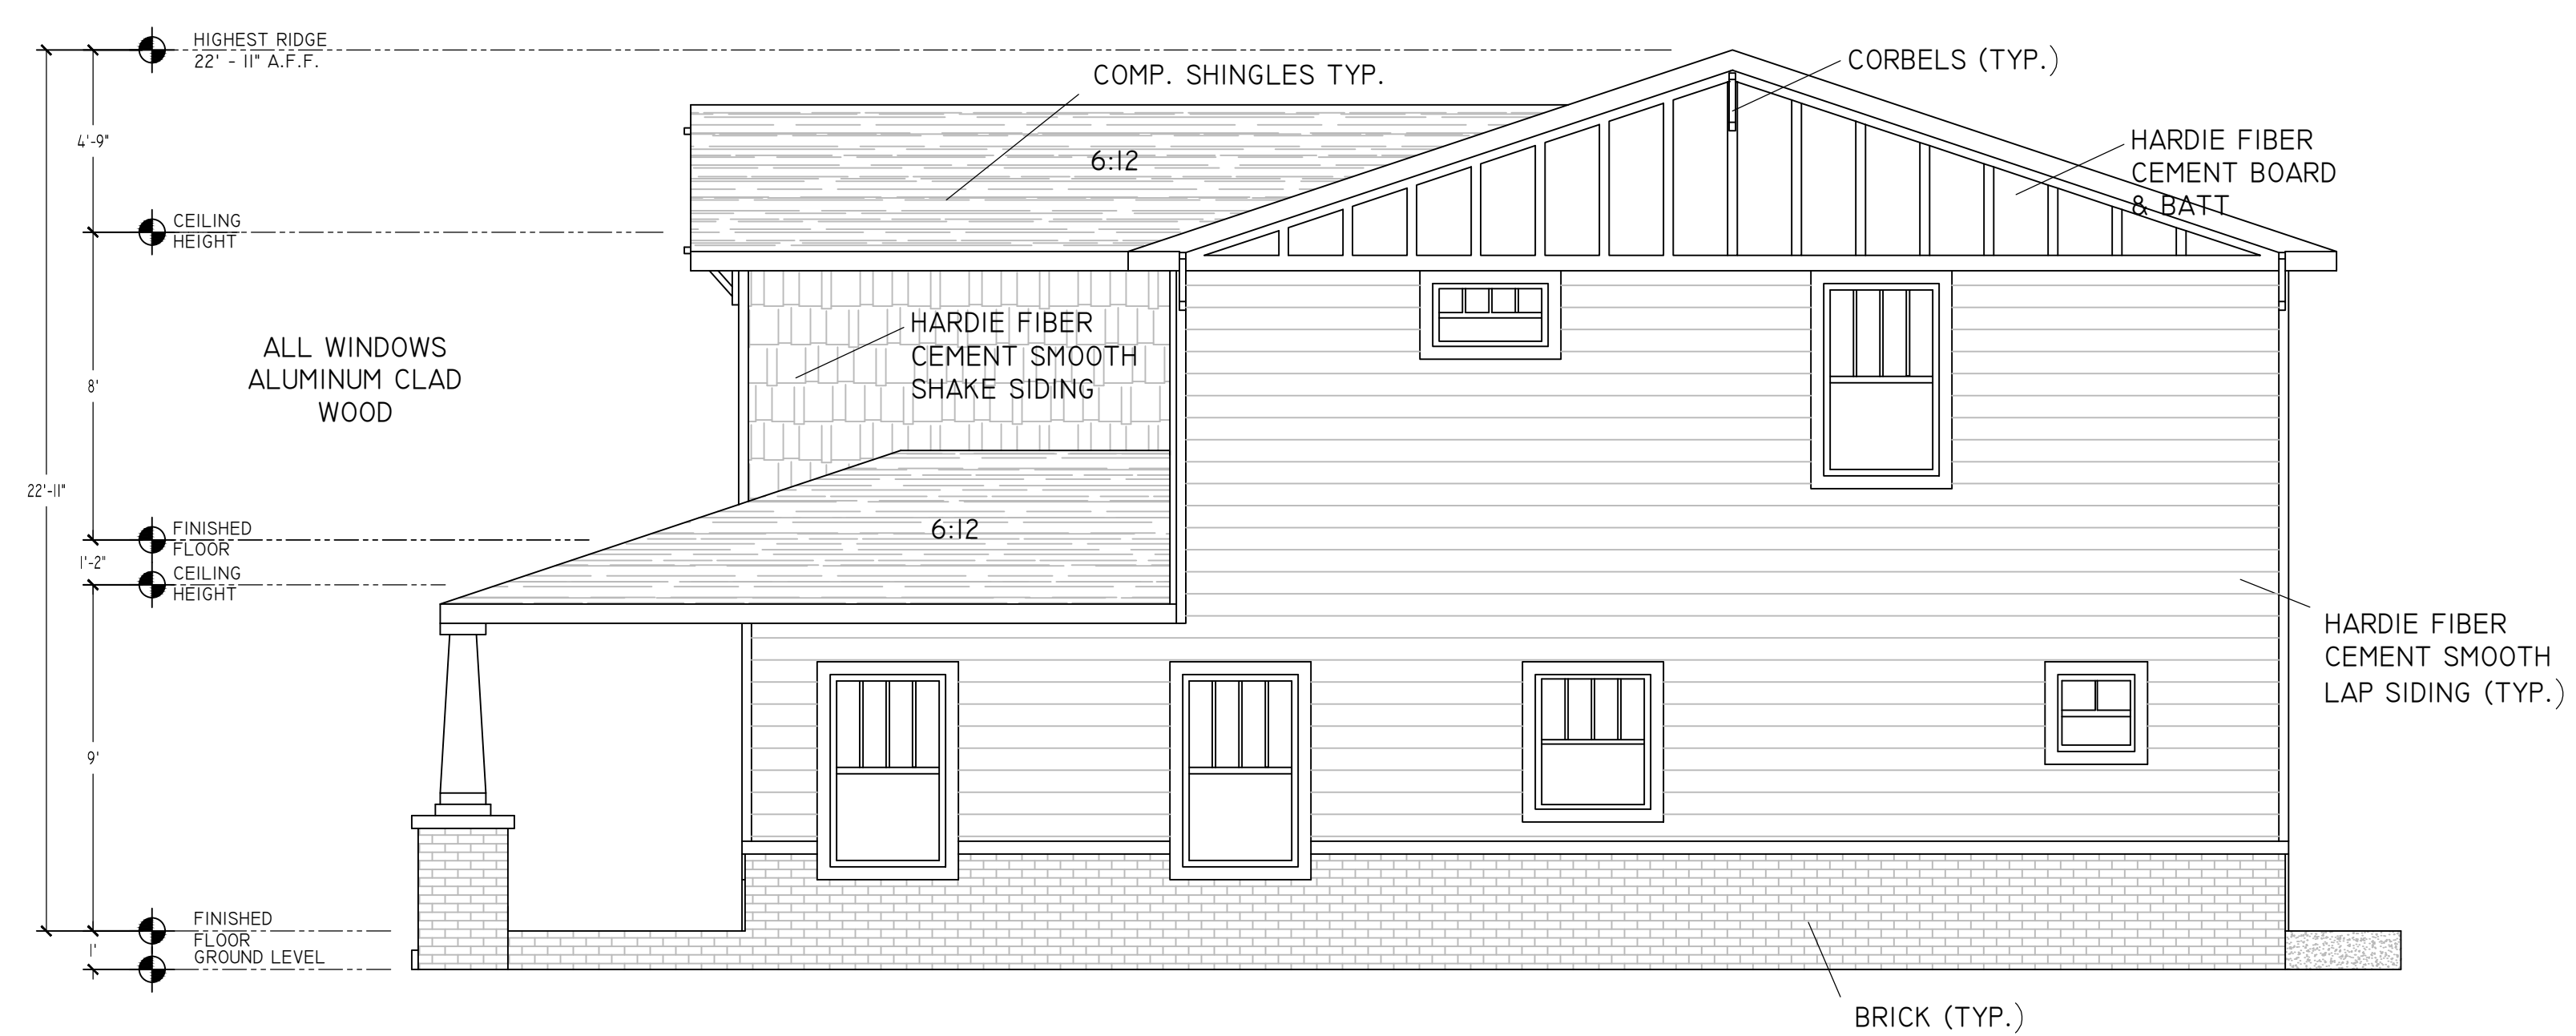 HIGHEST RIDGE
22' - 11" A.F.F.
COMP. SHINGLES TYP.
CORBELS (TYP.)
4'-9"
6:12
HARDIE FIBER
CEMENT BOARD
& BATT
CEILING
HEIGHT
HARDIE FIBER
CEMENT SMOOTH
SHAKE SIDING
ALL WINDOWS
ALUMINUM CLAD
WOOD
8'
22'-11"
FINISHED
FLOOR
6:12
1'-2"
CEILING
HEIGHT
HARDIE FIBER
CEMENT SMOOTH
LAP SIDING (TYP.)
9'
FINISHED
FLOOR
1'
GROUND LEVEL
BRICK (TYP.)